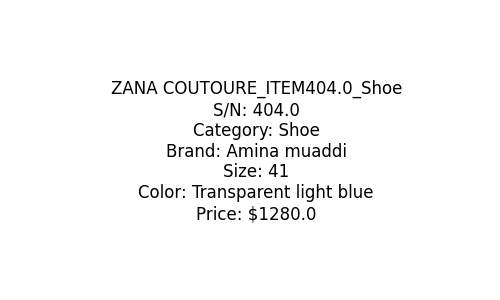 ZANA COUTOURE_ITEM404.0_Shoe
S/N: 404.0
Category: Shoe
Brand: Amina muaddi
Size: 41
Color: Transparent light blue
Price: $1280.0